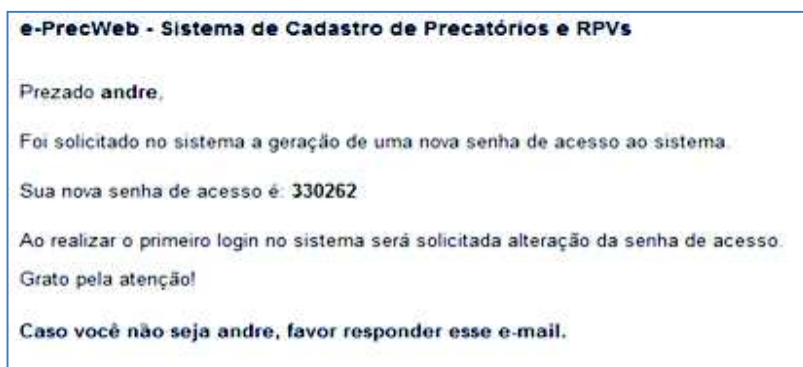 e-PrecWeb - Sistema de Cadastro de Precatórios e RPVs
Prezado andre,
Foi solicitado no sistema a geração de uma nova senha de acesso ao sistema.
Sua nova senha de acesso é: 330262
Ao realizar o primeiro login no sistema será solicitada alteração da senha de acesso.
Grato pela atenção!
Caso você não seja andre, favor responder esse e-mail.